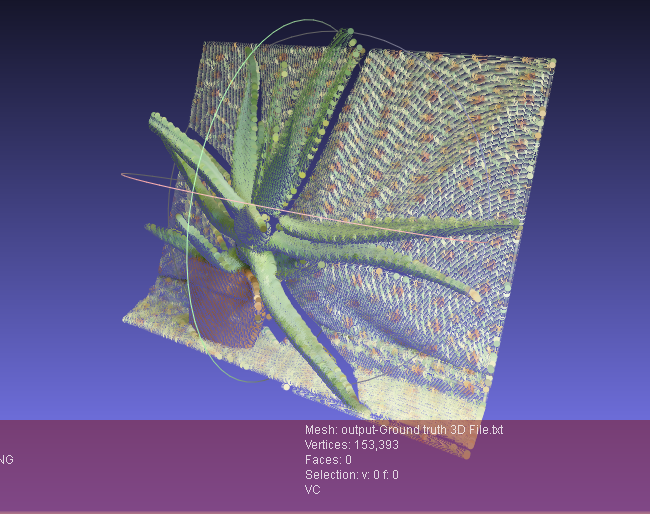 Mesh: output-Ground truth 3D File.txt
Vertices: 153,393
NG
Faces: 0
Selection: v: 0 f: 0
VC